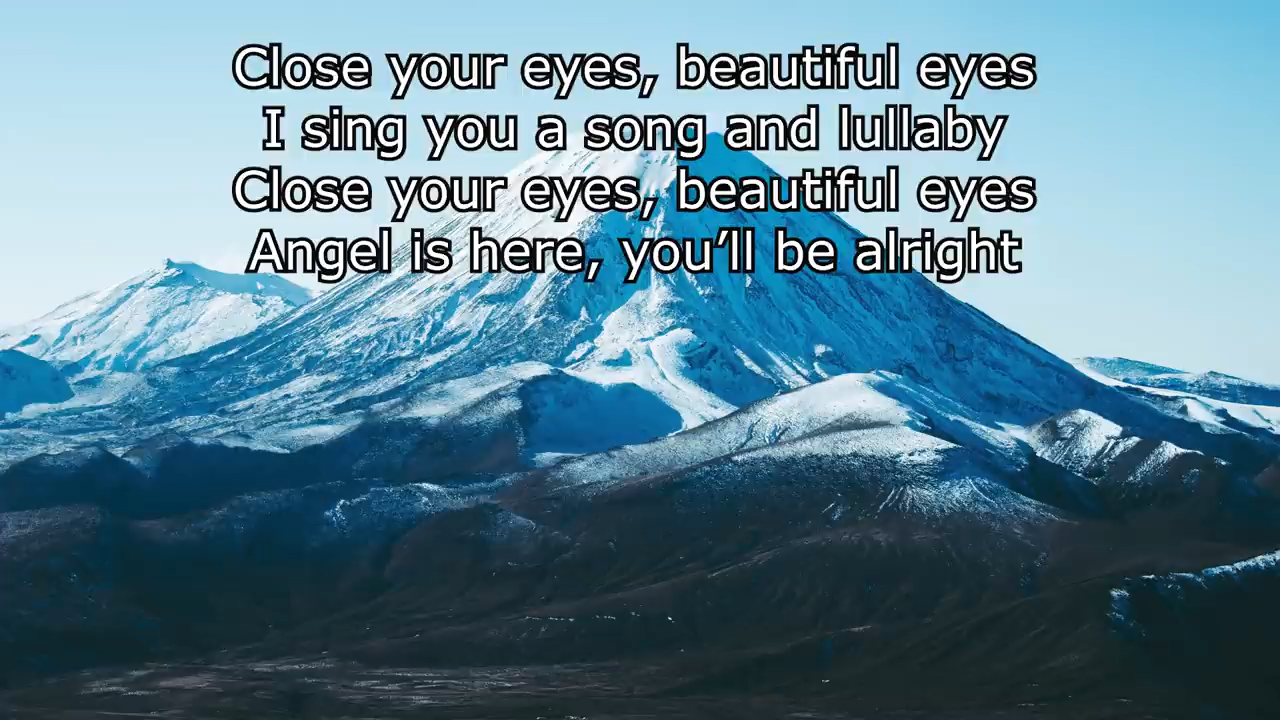 Close your eyes, beautiful eyes
I sing you a song and lullaby
Close your eyes, beautiful eyes
Angel is here, you’ll be alright